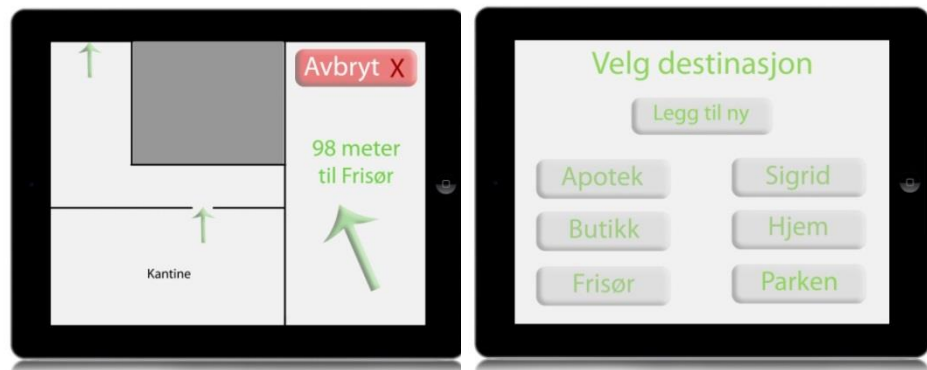 Avbryt X
98 meter
til Frisør
Kantine
Velg destinasjon
Legg til ny
Apotek
Sigrid
Butikk
Hjem
Frisør
Parken